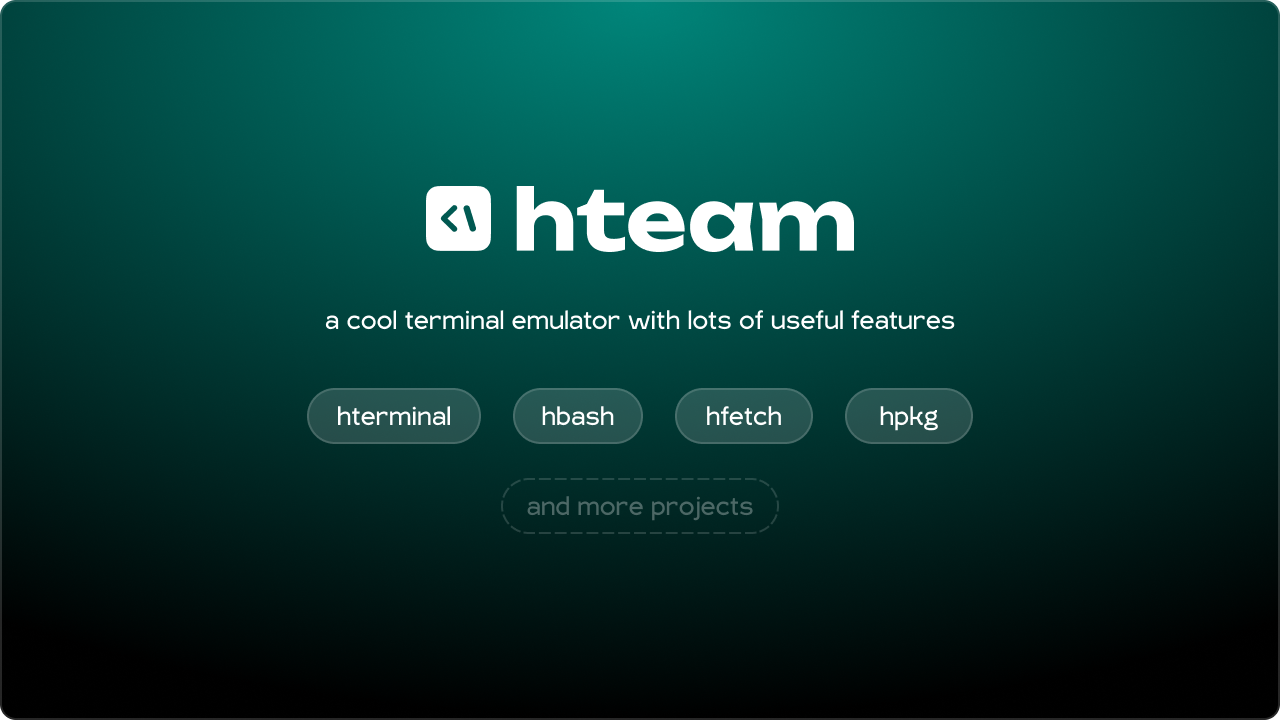 hteam
a cool terminal emulator with lots of useful features
hterminal hbash hfetch hpkg
and more projects